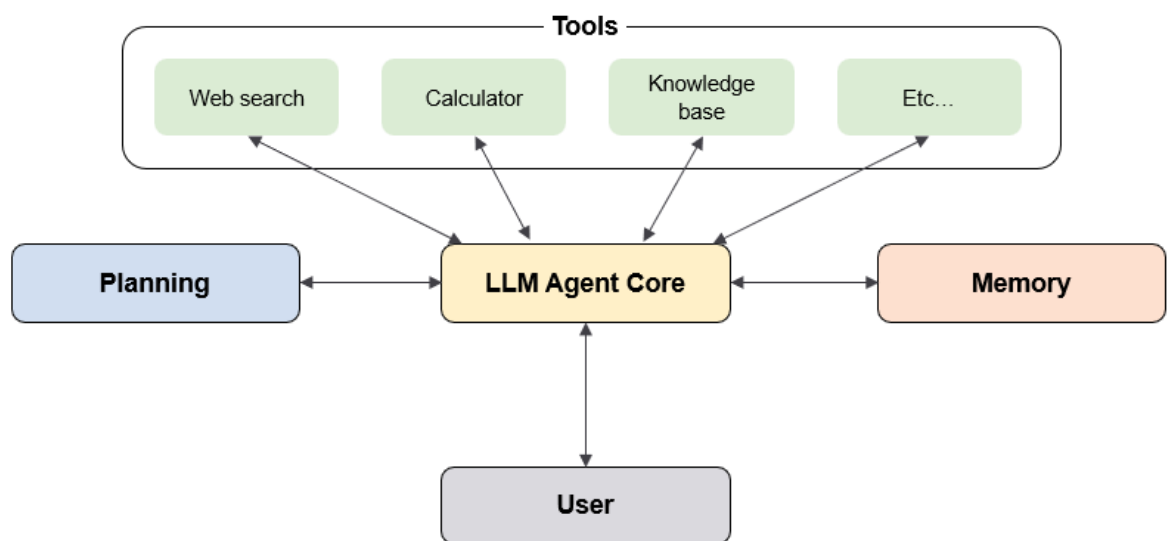 Tools
Web search
Calculator
Knowledge
base
Etc...
Planning
LLM Agent Core
Memory
User